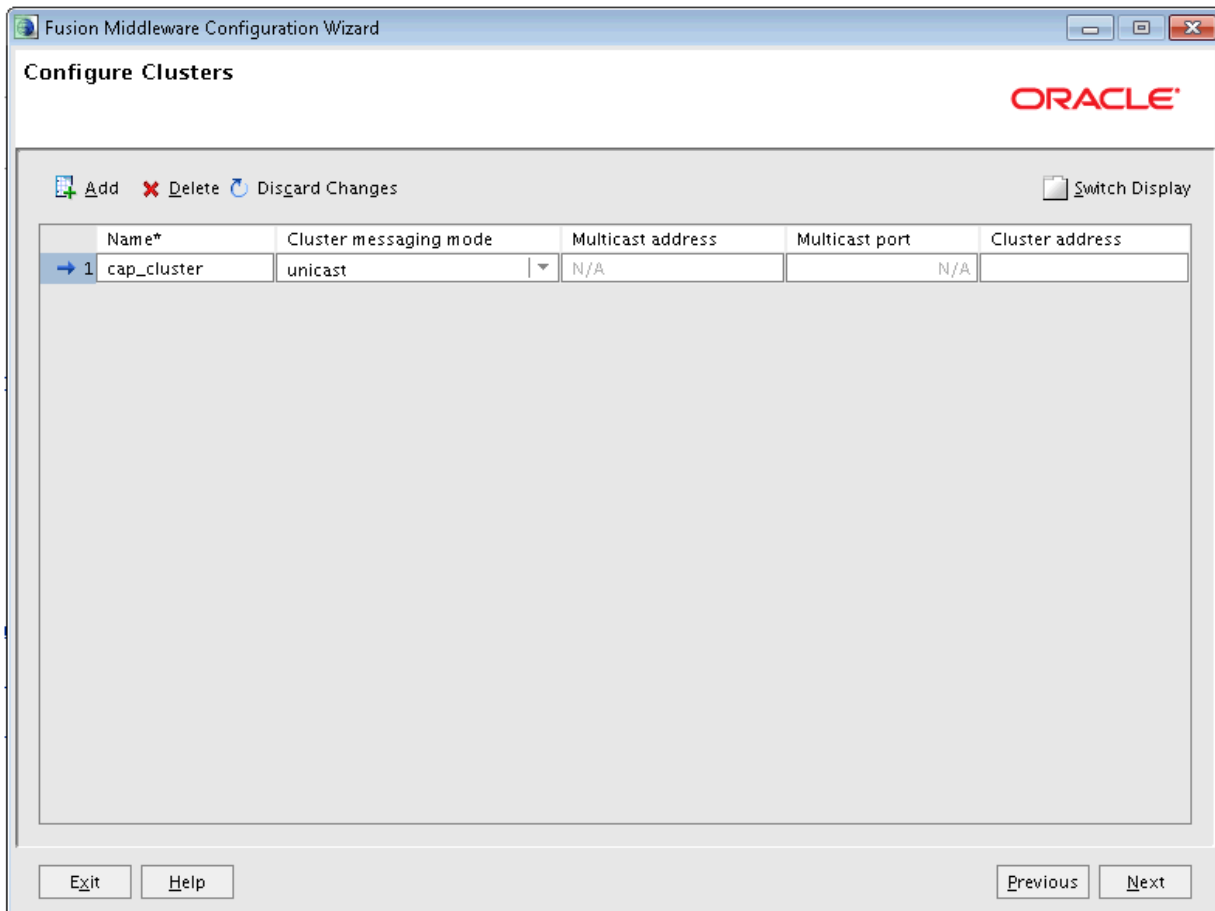 Fusion Middleware Configuration Wizard
Configure Clusters
ORACLE
Add Delete Discard Changes Switch Display
Name* Cluster messaging mode Multicast address Multicast port Cluster address
1 cap_cluster unicast N/A N/A
Exit Help Previous Next